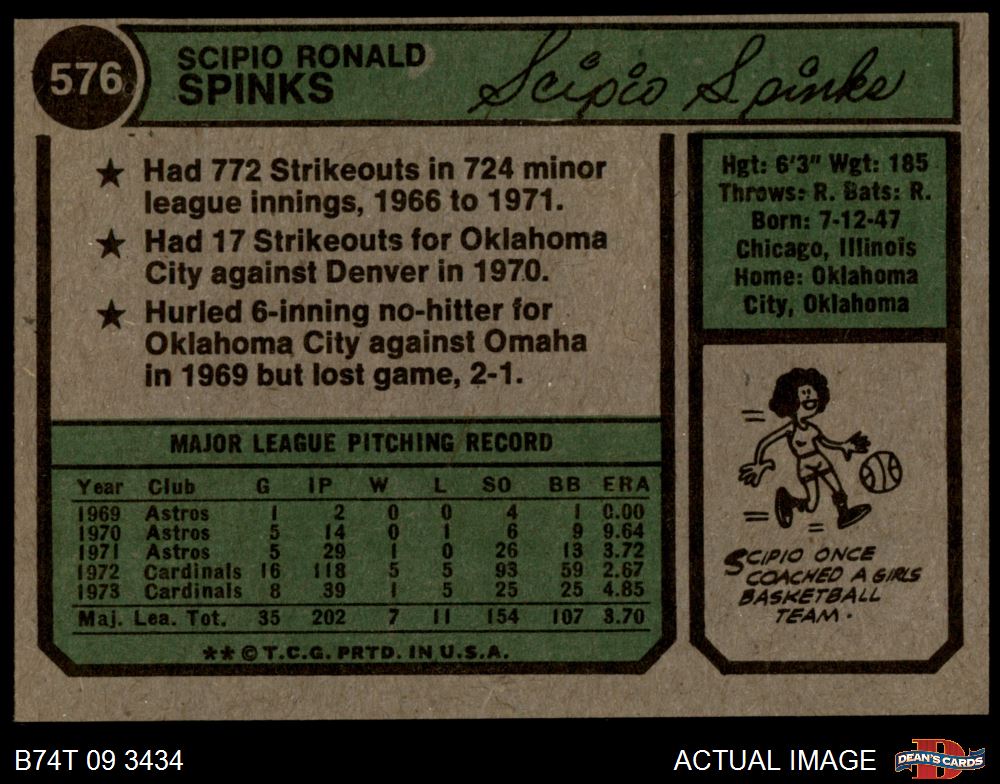 576
SCIPIO RONALD
SPINKS
Scipio Spinks
★ Had 772 Strikeouts in 724 minor
league innings, 1966 to 1971.
★ Had 17 Strikeouts for Oklahoma
City against Denver in 1970.
★ Hurled 6-inning no-hitter for
Oklahoma City against Omaha
in 1969 but lost game, 2-1.
Hgt: 6'3" Wgt: 185
Throws: R. Bats: R.
Born: 7-12-47
Chicago, Illinois
Home: Oklahoma
City, Oklahoma
MAJOR LEAGUE PITCHING RECORD
Year Club G IP W L SO BB ERA
1969 Astros 1 2 0 0 4 1 0.00
1970 Astros 5 14 0 1 6 9 9.64
1971 Astros 5 29 1 0 26 13 3.72
1972 Cardinals 16 118 5 5 93 59 2.67
1973 Cardinals 8 39 1 5 25 25 4.85
Maj. Lea. Tot. 35 202 7 11 154 107 3.70
** © T.C.G. PRTD. IN U.S.A.
SCIPIO ONCE
COACHED A GIRLS
BASKETBALL
TEAM.
B74T 09 3434
ACTUAL IMAGE
D
DEAN'S CARDS